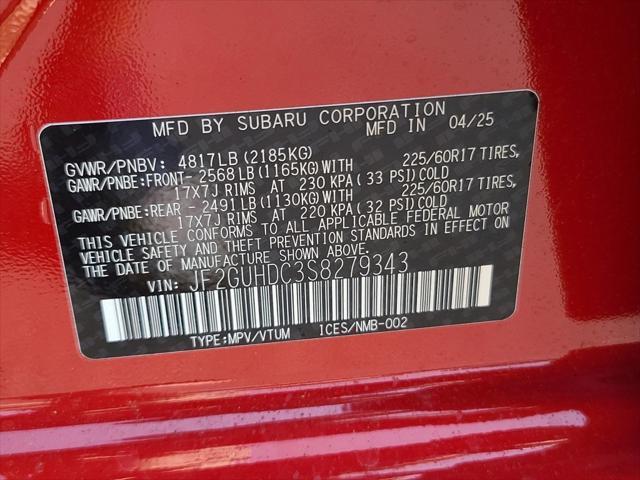 MFD BY SUBARU CORPORATION
MFD IN 04/25
GVWR/PNBV: 4817LB (2185KG)
GAWR/PNBE:FRONT- 2568LB (1165KG)WITH 225/60R17 TIRES,
17X7J RIMS AT 230 KPA (33 PSI)COLD
GAWR/PNBE:REAR - 2491LB (1130KG)WITH 225/60R17 TIRES,
17X7J RIMS AT 220 KPA (32 PSI)COLD
THIS VEHICLE CONFORMS TO ALL APPLICABLE FEDERAL MOTOR
VEHICLE SAFETY AND THEFT PREVENTION STANDARDS IN EFFECT ON
THE DATE OF MANUFACTURE SHOWN ABOVE.
VIN: JF2GUHDC3S8279343
TYPE:MPV/VTUM ICES/NMB-002